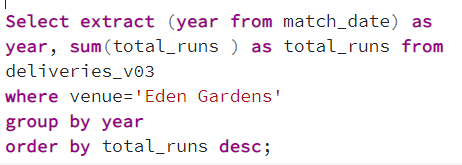 Select extract (year from match_date) as
year, sum(total_runs ) as total_runs from
deliveries_v03
where venue='Eden Gardens'
group by year
order by total_runs desc;